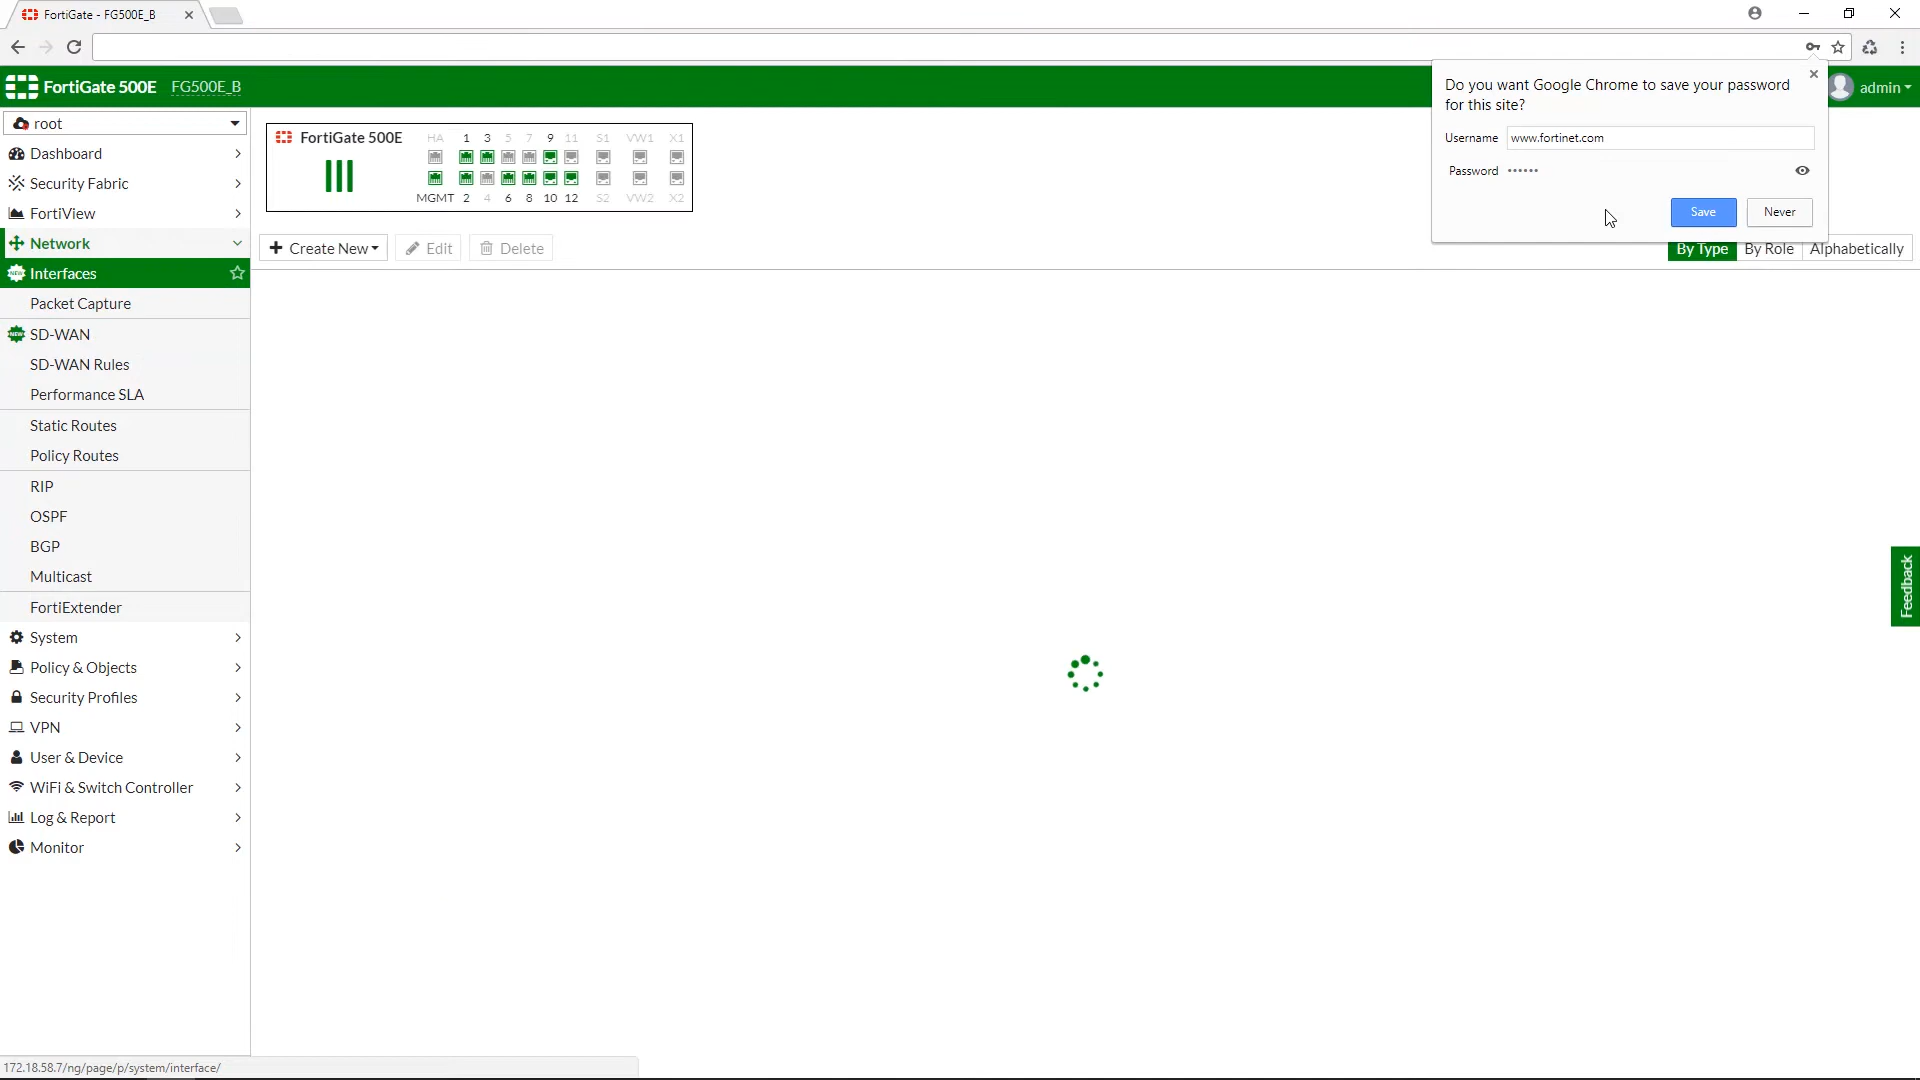 FortiGate - FG500E_B
FortiGate 500E FG500E_B
admin
Do you want Google Chrome to save your password
for this site?
Username www.fortinet.com
Password ••••••
Save Never
root
Dashboard
Security Fabric
FortiView
Network
NEW Interfaces
Packet Capture
NEW SD-WAN
SD-WAN Rules
Performance SLA
Static Routes
Policy Routes
RIP
OSPF
BGP
Multicast
FortiExtender
System
Policy & Objects
Security Profiles
VPN
User & Device
WiFi & Switch Controller
Log & Report
Monitor
FortiGate 500E HA 1 3 5 7 9 11 S1 VW1 X1
MGMT 2 4 6 8 10 12 S2 VW2 X2
Create New Edit Delete
By Type By Role Alphabetically
Feedback
172.18.58.7/ng/page/p/system/interface/